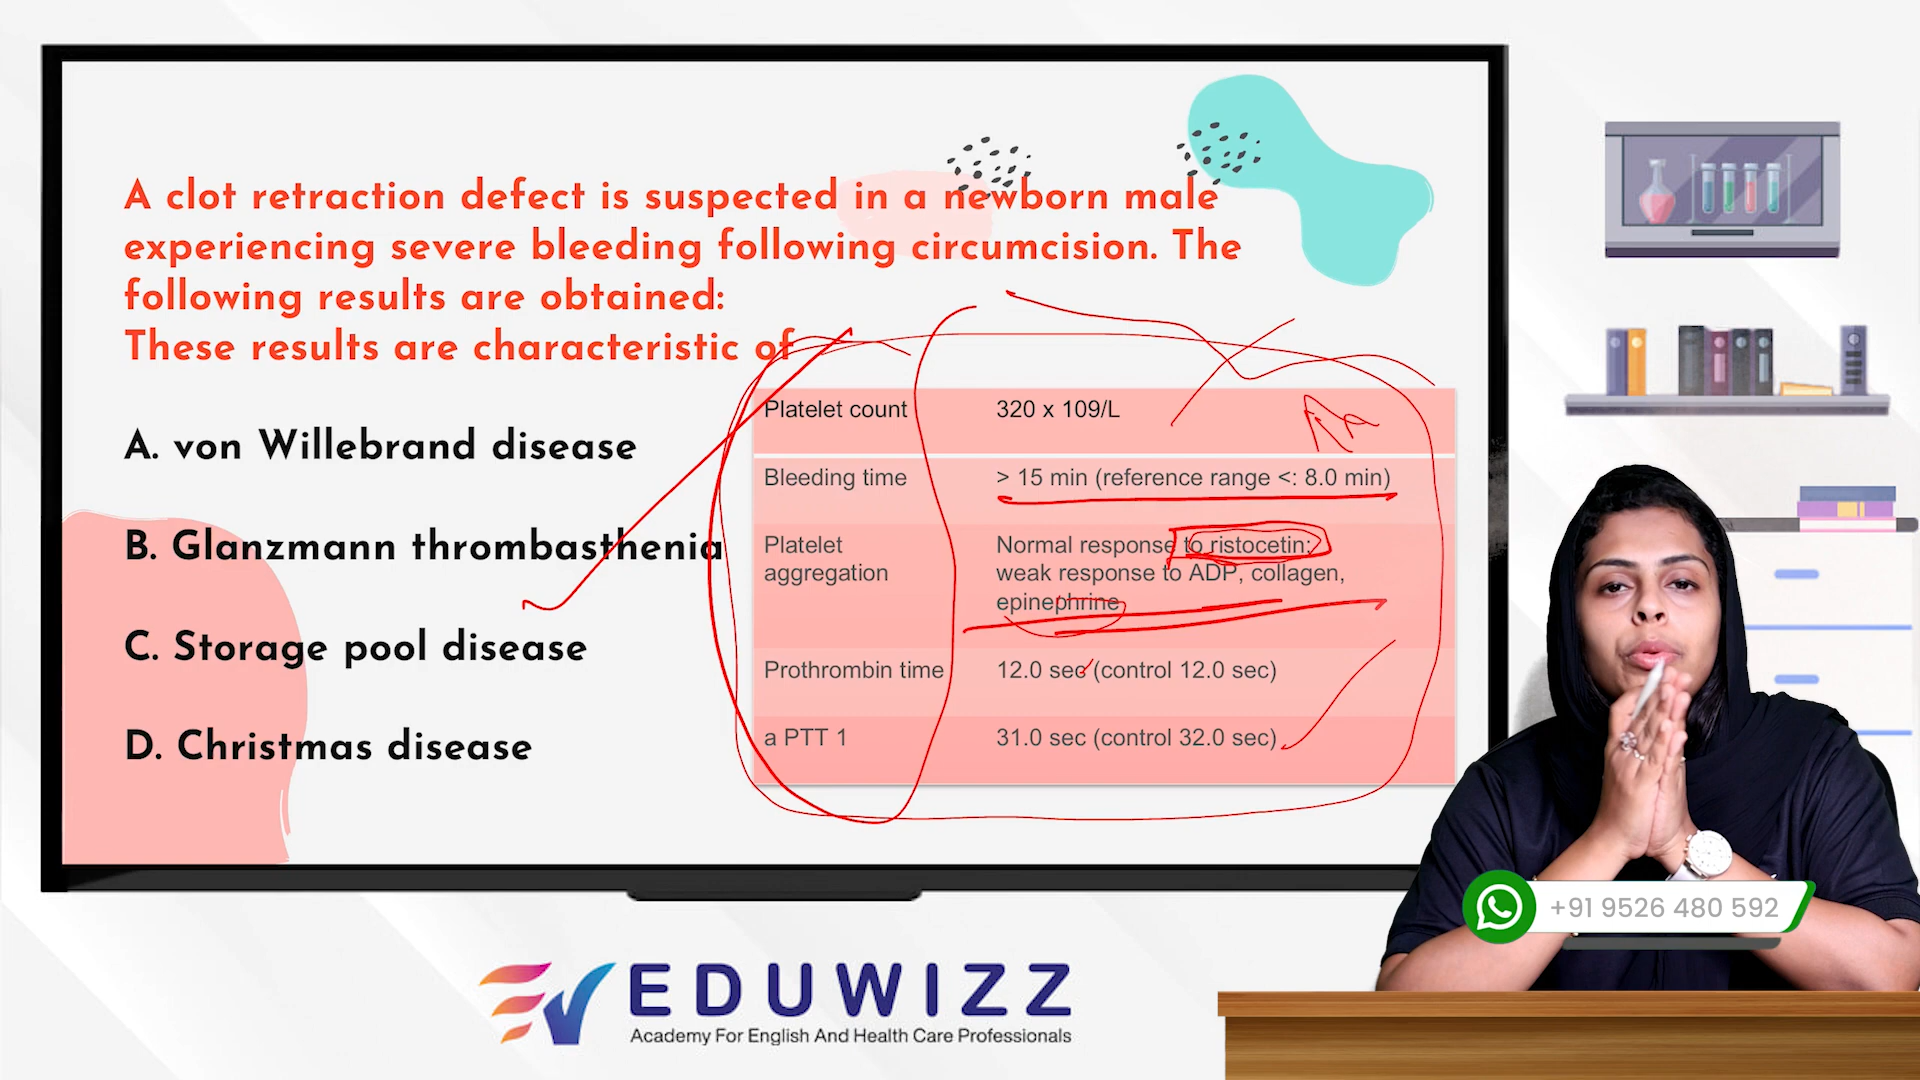 A clot retraction defect is suspected in a newborn male
experiencing severe bleeding following circumcision. The
following results are obtained:
These results are characteristic of
A. von Willebrand disease
B. Glanzmann thrombasthenia
C. Storage pool disease
D. Christmas disease
Platelet count 320 x 109/L
Bleeding time > 15 min (reference range <: 8.0 min)
Platelet aggregation Normal response to ristocetin;
weak response to ADP, collagen,
epinephrine
Prothrombin time 12.0 sec (control 12.0 sec)
a PTT 1 31.0 sec (control 32.0 sec)
+91 9526 480 592
EDUWIZZ
Academy For English And Health Care Professionals